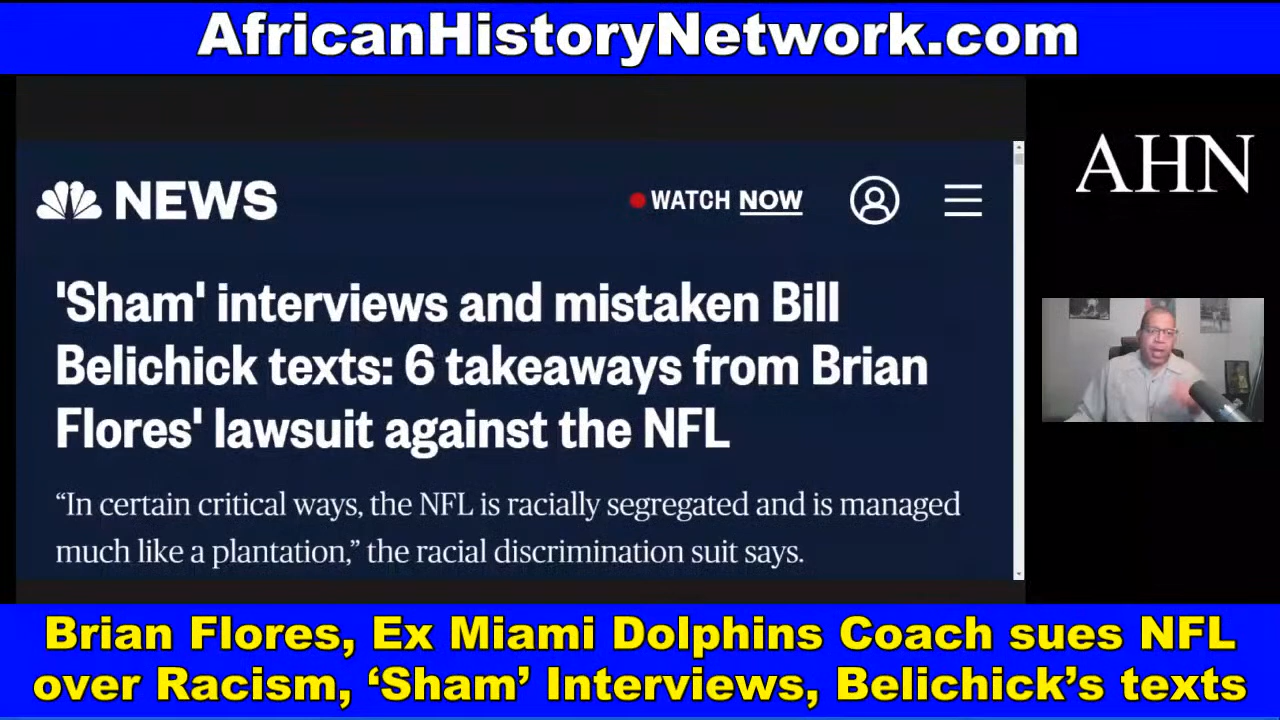 AfricanHistoryNetwork.com
NEWS
WATCH NOW
AHN
'Sham' interviews and mistaken Bill
Belichick texts: 6 takeaways from Brian
Flores' lawsuit against the NFL
“In certain critical ways, the NFL is racially segregated and is managed
much like a plantation,” the racial discrimination suit says.
Brian Flores, Ex Miami Dolphins Coach sues NFL
over Racism, ‘Sham’ Interviews, Belichick’s texts